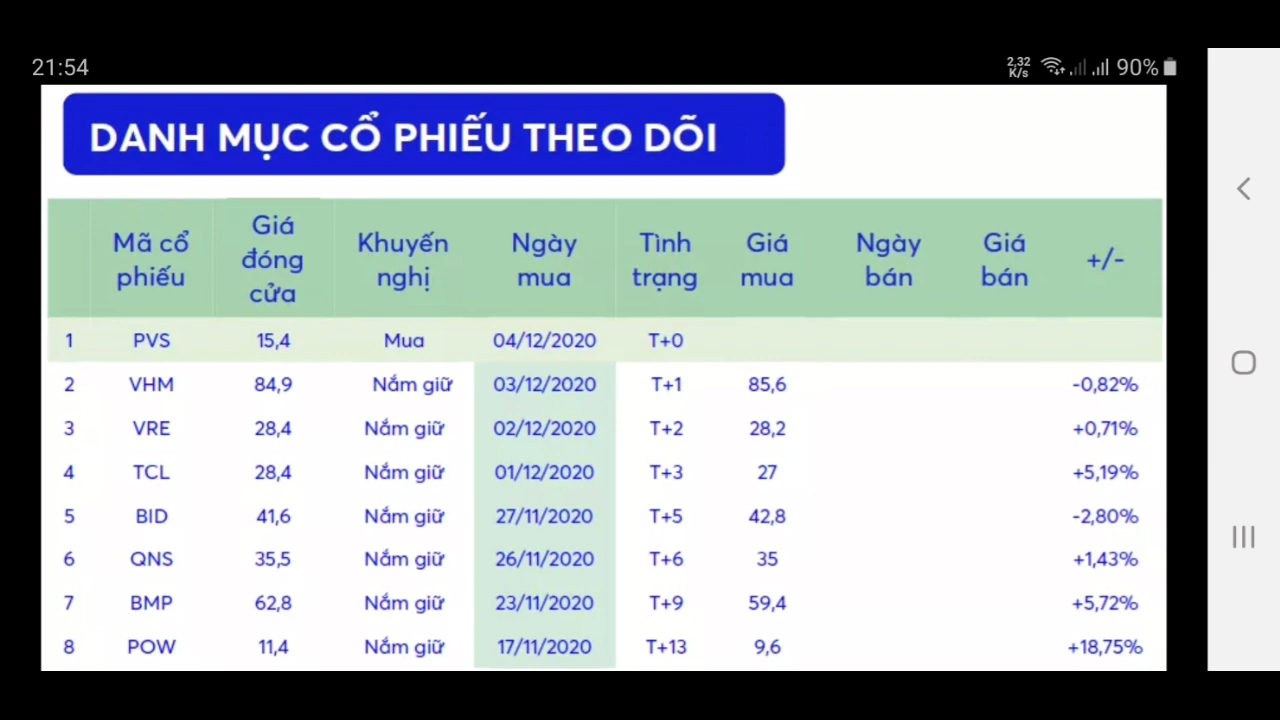 21:54
2,32 K/s 90%
DANH MỤC CỔ PHIẾU THEO DÕI
Mã cổ phiếu Giá đóng cửa Khuyến nghị Ngày mua Tình trạng Giá mua Ngày bán Giá bán +/-
1 PVS 15,4 Mua 04/12/2020 T+0
2 VHM 84,9 Nắm giữ 03/12/2020 T+1 85,6 -0,82%
3 VRE 28,4 Nắm giữ 02/12/2020 T+2 28,2 +0,71%
4 TCL 28,4 Nắm giữ 01/12/2020 T+3 27 +5,19%
5 BID 41,6 Nắm giữ 27/11/2020 T+5 42,8 -2,80%
6 QNS 35,5 Nắm giữ 26/11/2020 T+6 35 +1,43%
7 BMP 62,8 Nắm giữ 23/11/2020 T+9 59,4 +5,72%
8 POW 11,4 Nắm giữ 17/11/2020 T+13 9,6 +18,75%